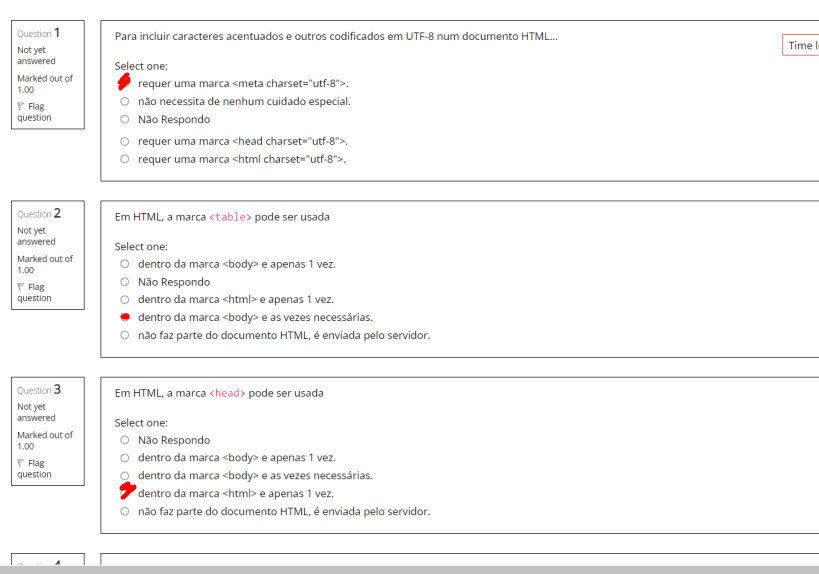 Question 1
Not yet
answered
Marked out of
1.00
Flag
question
Para incluir caracteres acentuados e outros codificados em UTF-8 num documento HTML...
Time
Select one:
requer uma marca <meta charset="utf-8">.
não necessita de nenhum cuidado especial.
Não Respondo
requer uma marca <head charset="utf-8">.
requer uma marca <html charset="utf-8">.
Question 2
Not yet
answered
Marked out of
1.00
Flag
question
Em HTML, a marca <table> pode ser usada
Select one:
dentro da marca <body> e apenas 1 vez.
Não Respondo
dentro da marca <html> e apenas 1 vez.
dentro da marca <body> e as vezes necessárias.
não faz parte do documento HTML, é enviada pelo servidor.
Question 3
Not yet
answered
Marked out of
1.00
Flag
question
Em HTML, a marca <head> pode ser usada
Select one:
Não Respondo
dentro da marca <body> e apenas 1 vez.
dentro da marca <body> e as vezes necessárias.
dentro da marca <html> e apenas 1 vez.
não faz parte do documento HTML, é enviada pelo servidor.